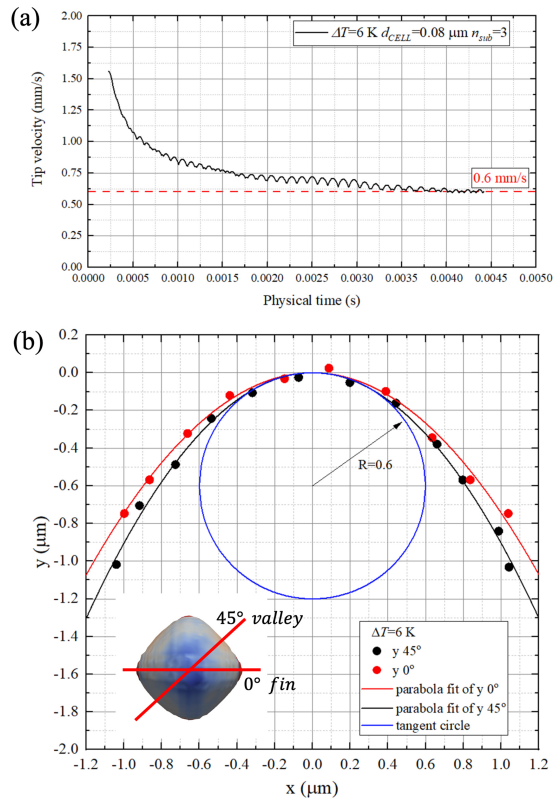 (a)
2.00
1.75
1.50
1.25
1.00
0.75
0.50
0.25
0.00
Tip velocity (mm/s)
ΔT=6 K d_CELL=0.08 μm n_sub=3
0.6 mm/s
0.0000 0.0005 0.0010 0.0015 0.0020 0.0025 0.0030 0.0035 0.0040 0.0045 0.0050
Physical time (s)
(b)
0.2
0.0
-0.2
-0.4
-0.6
-0.8
-1.0
-1.2
-1.4
-1.6
-1.8
-2.0
y (μm)
R=0.6
45° valley
0° fin
ΔT=6 K
y 45°
y 0°
parabola fit of y 0°
parabola fit of y 45°
tangent circle
-1.2 -1.0 -0.8 -0.6 -0.4 -0.2 0.0 0.2 0.4 0.6 0.8 1.0 1.2
x (μm)